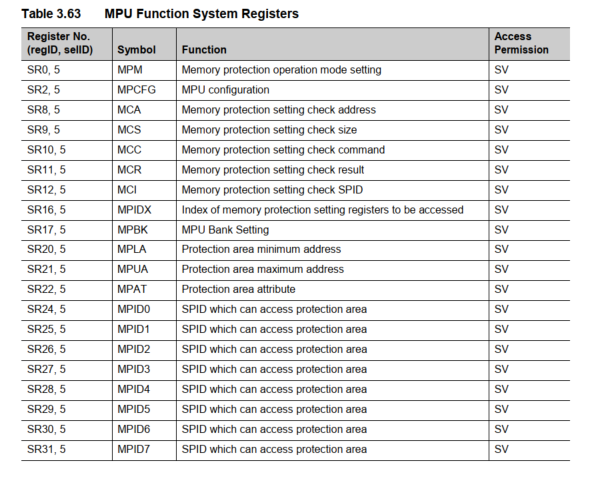 Table 3.63 MPU Function System Registers
Register No. (regID, selID) Symbol Function Access Permission
SR0, 5 MPM Memory protection operation mode setting SV
SR2, 5 MPCFG MPU configuration SV
SR8, 5 MCA Memory protection setting check address SV
SR9, 5 MCS Memory protection setting check size SV
SR10, 5 MCC Memory protection setting check command SV
SR11, 5 MCR Memory protection setting check result SV
SR12, 5 MCI Memory protection setting check SPID SV
SR16, 5 MPIDX Index of memory protection setting registers to be accessed SV
SR17, 5 MPBK MPU Bank Setting SV
SR20, 5 MPLA Protection area minimum address SV
SR21, 5 MPUA Protection area maximum address SV
SR22, 5 MPAT Protection area attribute SV
SR24, 5 MPID0 SPID which can access protection area SV
SR25, 5 MPID1 SPID which can access protection area SV
SR26, 5 MPID2 SPID which can access protection area SV
SR27, 5 MPID3 SPID which can access protection area SV
SR28, 5 MPID4 SPID which can access protection area SV
SR29, 5 MPID5 SPID which can access protection area SV
SR30, 5 MPID6 SPID which can access protection area SV
SR31, 5 MPID7 SPID which can access protection area SV